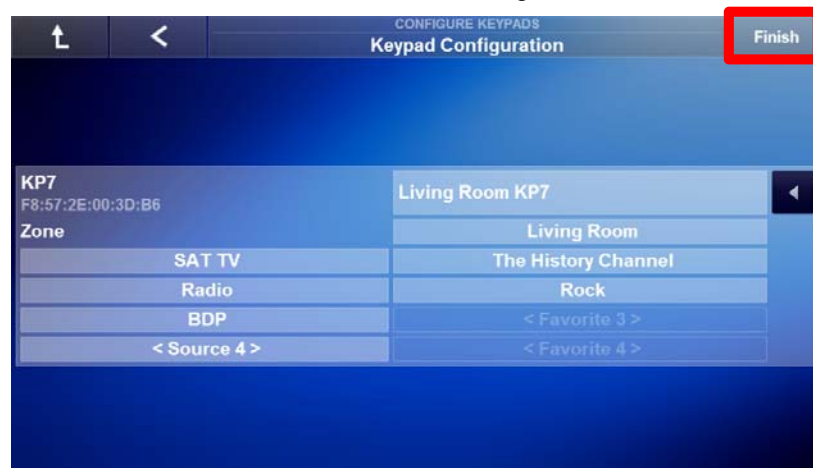 CONFIGURE KEYPADS
Keypad Configuration
Finish
KP7
F8:57:2E:00:3D:B6
Living Room KP7
Zone
Living Room
SAT TV
The History Channel
Radio
Rock
BDP
< Favorite 3 >
< Source 4 >
< Favorite 4 >